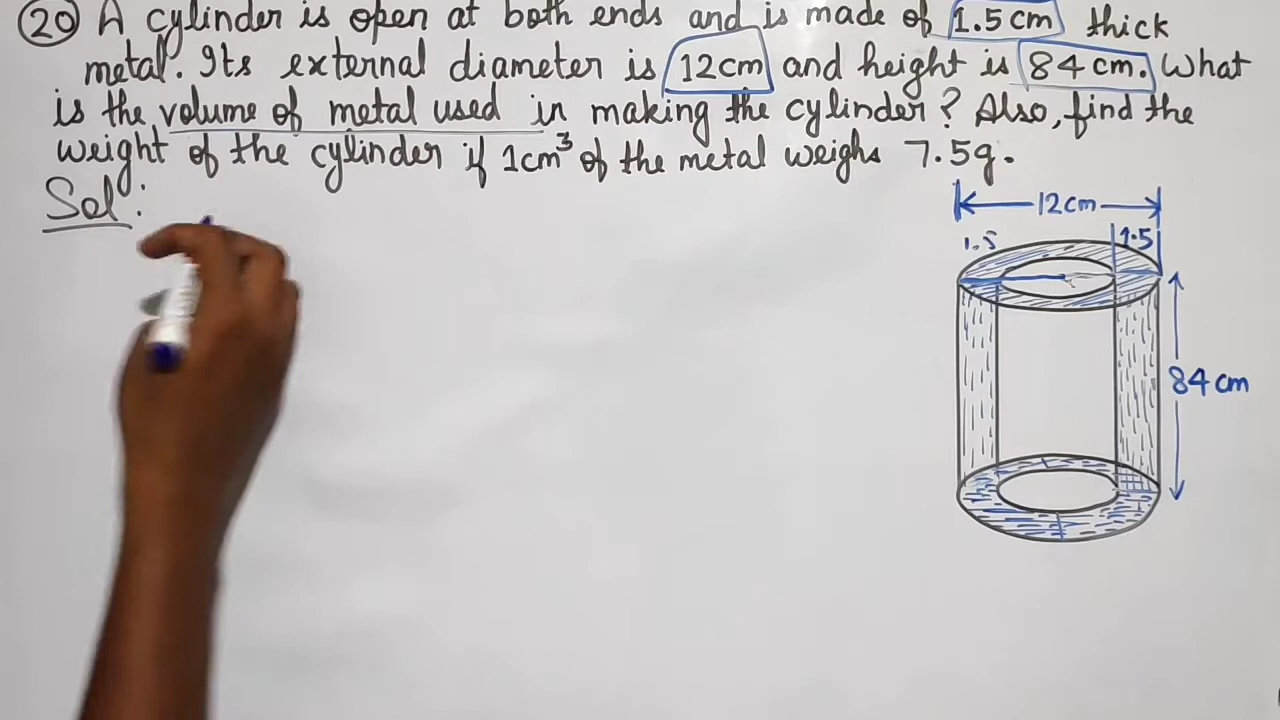 20 A cylinder is open at both ends and is made of 1.5 cm thick
metal. Its external diameter is 12cm and height is 84 cm. What
is the volume of metal used in making the cylinder? Also, find the
weight of the cylinder if 1cm³ of the metal weighs 7.5g.
Sol:
12cm
1.5 1.5
84 cm